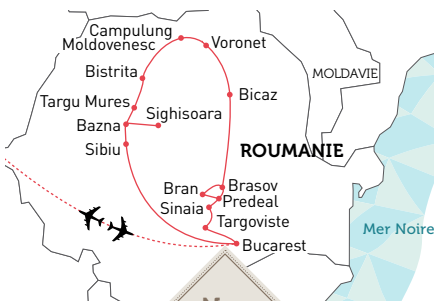 Campulung
Moldovenesc
Voronet
Bistrita
MOLDAVIE
Bicaz
Targu Mures
Sighisoara
Bazna
Sibiu
ROUMANIE
Bran
Brasov
Predeal
Sinaia
Targoviste
Mer Noire
Bucarest